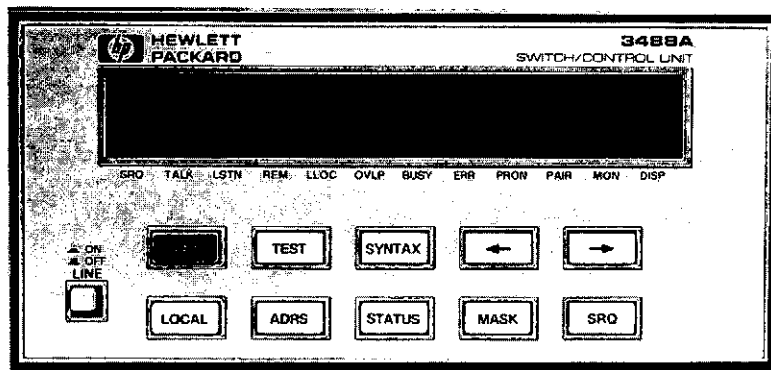 hp HEWLETT
PACKARD
3488A
SWITCH/CONTROL UNIT
SRQ TALK LSTN REM LLOC OVLP BUSY ERR PRON PAIR MON DISP
ON
OFF
LINE
TEST SYNTAX
LOCAL ADRS STATUS MASK SRQ